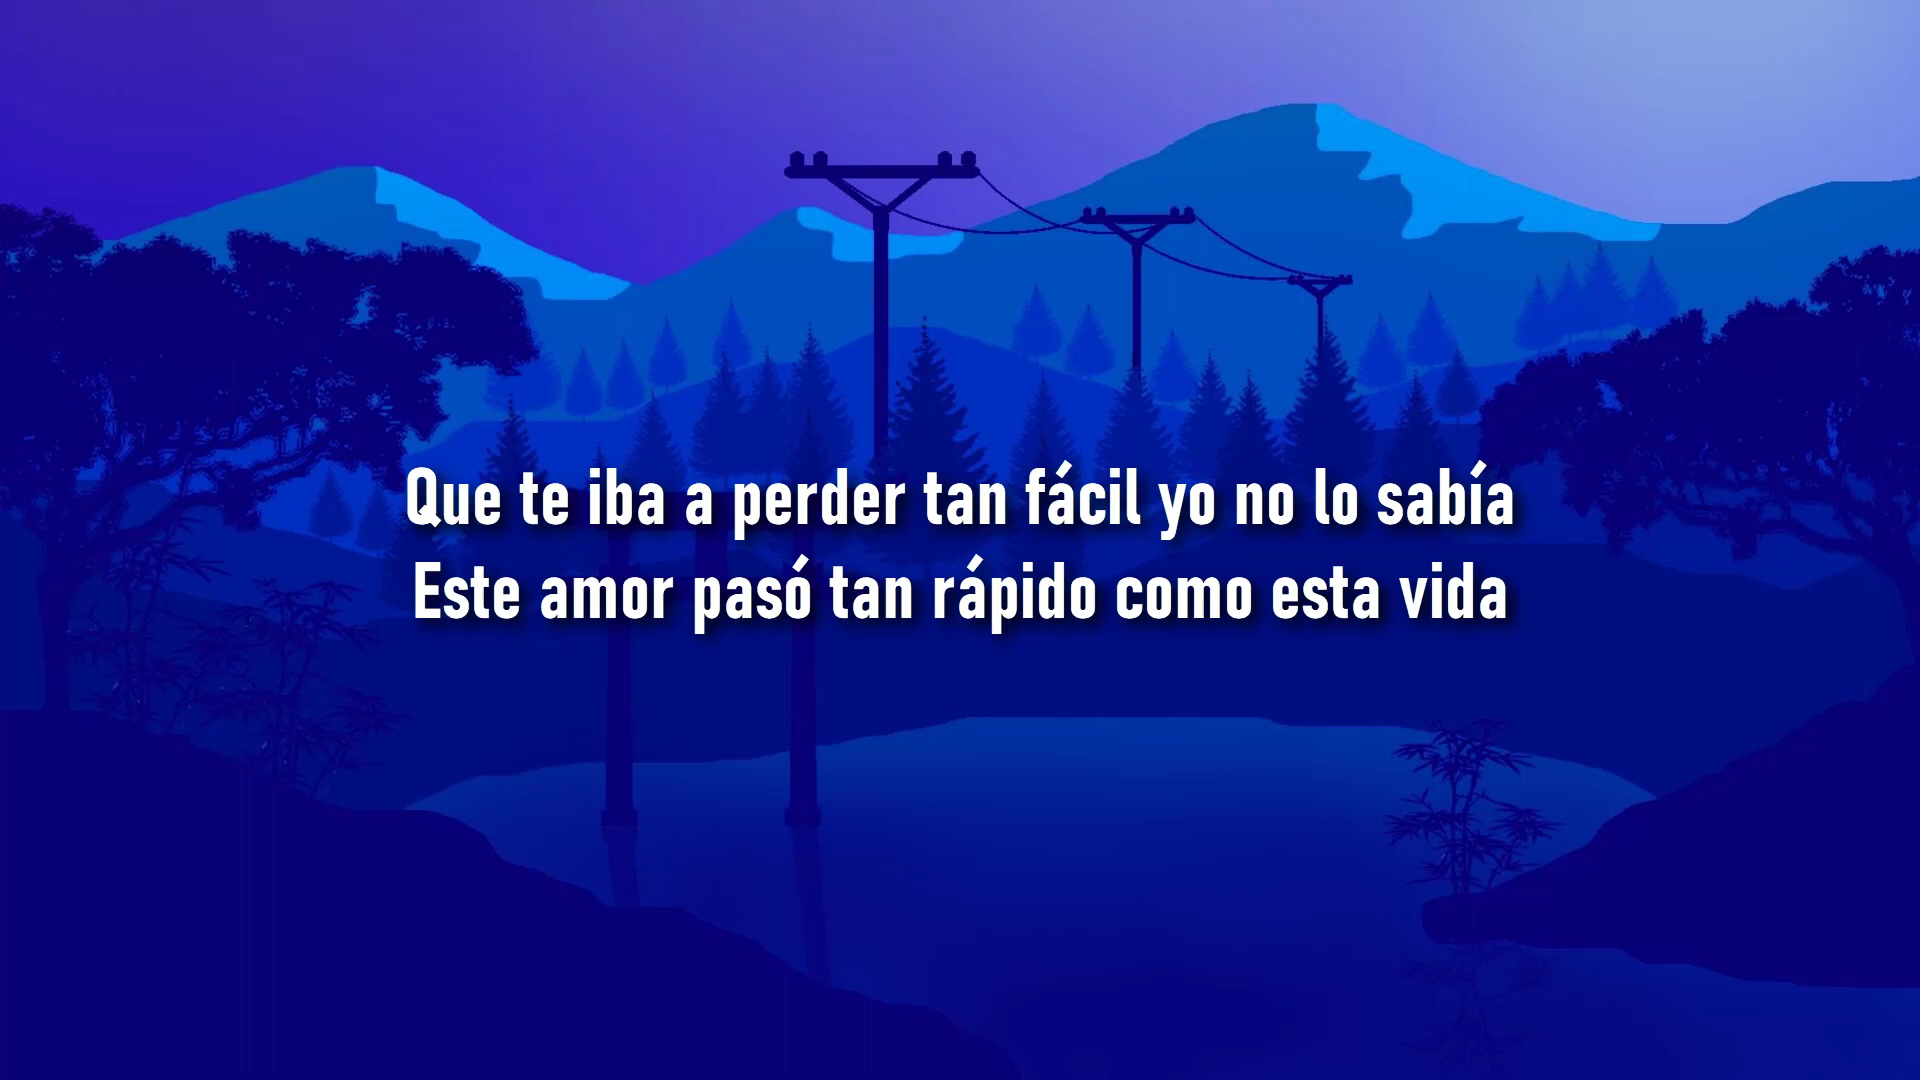 Que te iba a perder tan fácil yo no lo sabía
Este amor pasó tan rápido como esta vida